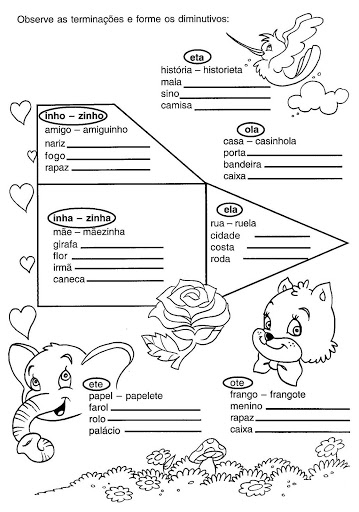 Observe as terminações e forme os diminutivos:
eta
história – historieta
mala
sino
camisa
inho – zinho
amigo – amiguinho
nariz
fogo
rapaz
ola
casa – casinhola
porta
bandeira
caixa
inha – zinha
mãe – mãezinha
girafa
flor
irmã
caneca
ela
rua – ruela
cidade
costa
roda
ete
papel – papelete
farol
rolo
palácio
ote
frango – frangote
menino
rapaz
caixa